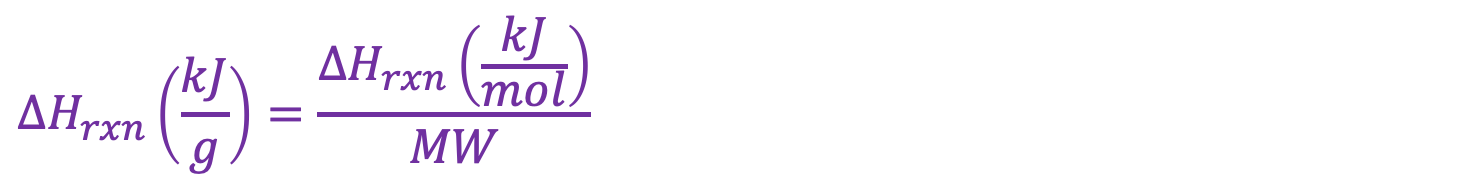 ΔH_rxn (kJ/g) = ΔH_rxn (kJ/mol) / MW